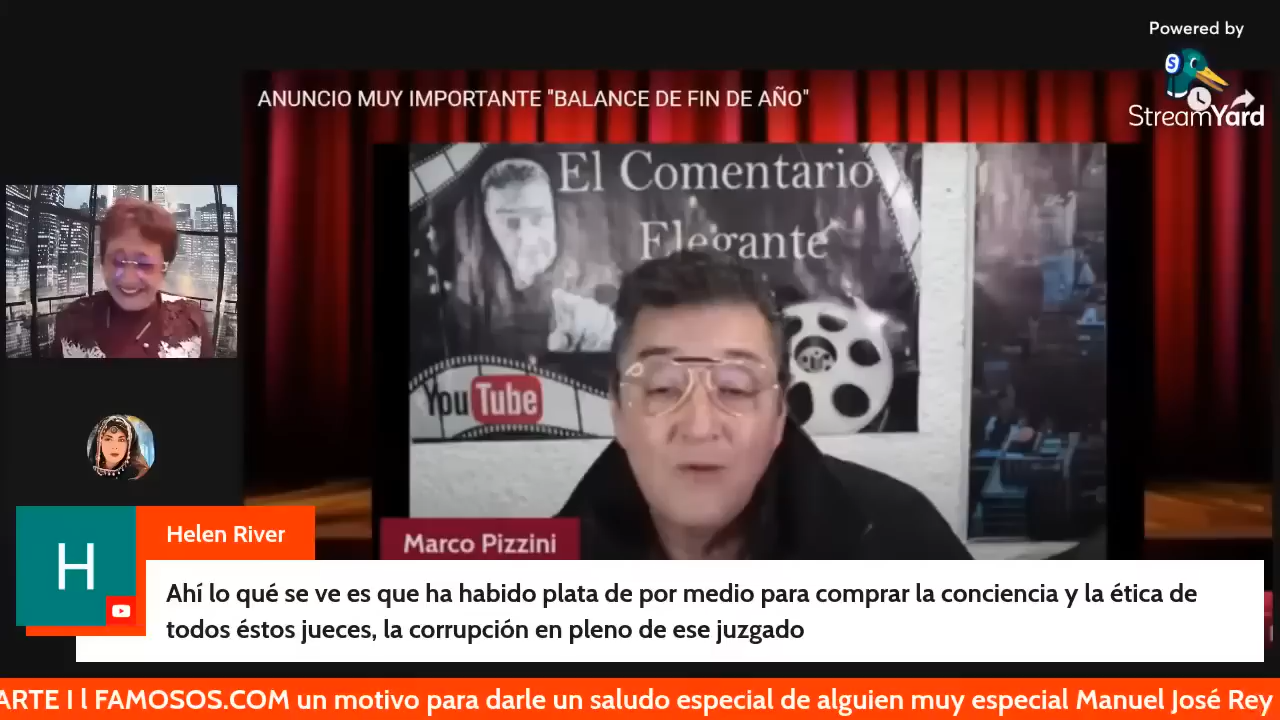 Powered by
StreamYard
ANUNCIO MUY IMPORTANTE "BALANCE DE FIN DE AÑO"
El Comentario
Elegante
YouTube
Marco Pizzini
H
Helen River
Ahí lo qué se ve es que ha habido plata de por medio para comprar la conciencia y la ética de
todos éstos jueces, la corrupción en pleno de ese juzgado
ARTE I l FAMOSOS.COM un motivo para darle un saludo especial de alguien muy especial Manuel José Rey